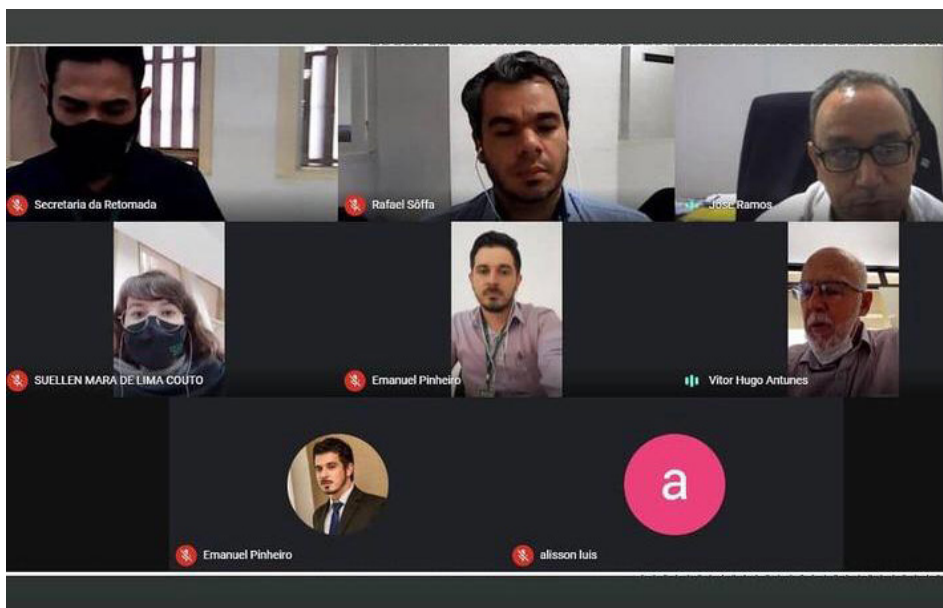 Secretaria da Retomada
Rafael Sôffa
José Ramos
SUELLEN MARA DE LIMA COUTO
Emanuel Pinheiro
Vitor Hugo Antunes
Emanuel Pinheiro
a
alisson luis